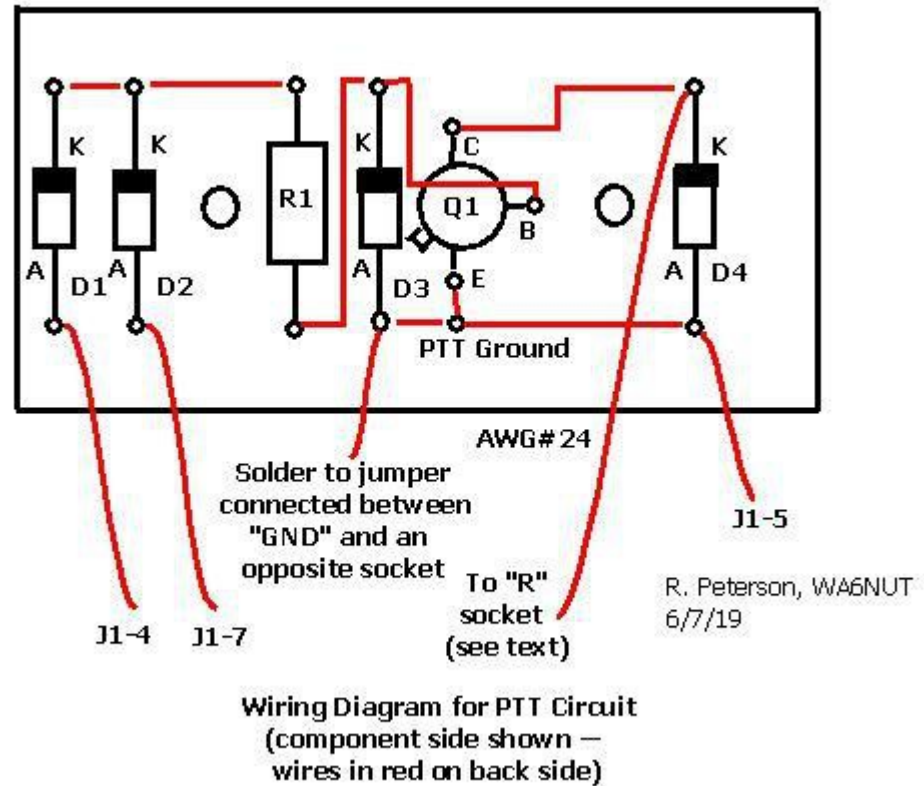 K
K
K
C
K
R1
Q1
B
A
D1
A
D2
A
D3
E
A
D4
PTT Ground
AWG#24
Solder to jumper
connected between
"GND" and an
opposite socket
To "R"
socket
(see text)
J1-5
R. Peterson, WA6NUT
6/7/19
J1-4
J1-7
Wiring Diagram for PTT Circuit
(component side shown —
wires in red on back side)